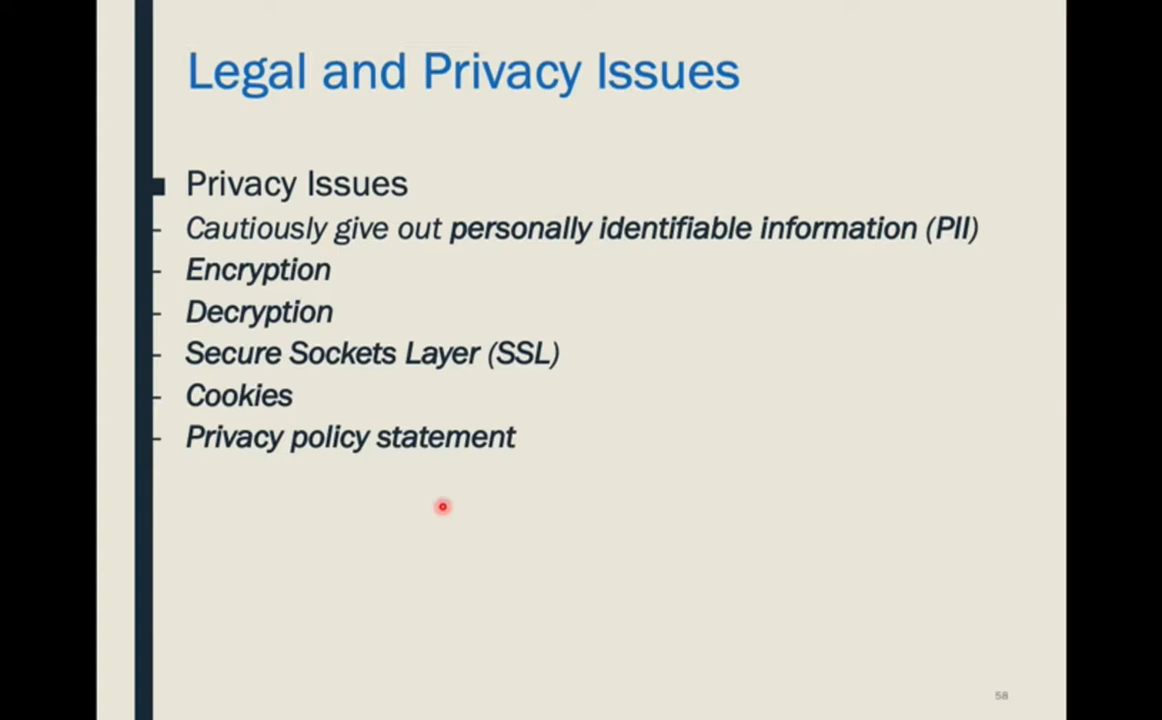 Legal and Privacy Issues
Privacy Issues
Cautiously give out personally identifiable information (PII)
Encryption
Decryption
Secure Sockets Layer (SSL)
Cookies
Privacy policy statement
58